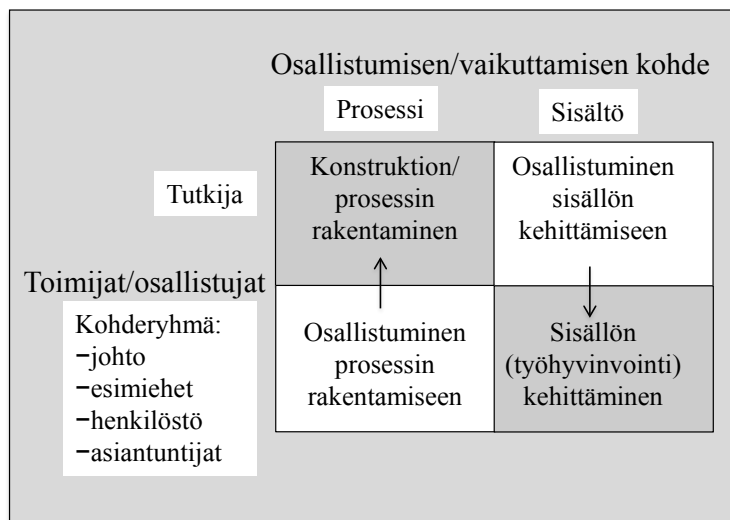 Osallistumisen/vaikuttamisen kohde
Prosessi
Sisältö
Tutkija
Konstruktion/
prosessin
rakentaminen
Osallistuminen
sisällön
kehittämiseen
Toimijat/osallistujat
Kohderyhmä:
–johto
–esimiehet
–henkilöstö
–asiantuntijat
Osallistuminen
prosessin
rakentamiseen
Sisällön
(työhyvinvointi)
kehittäminen